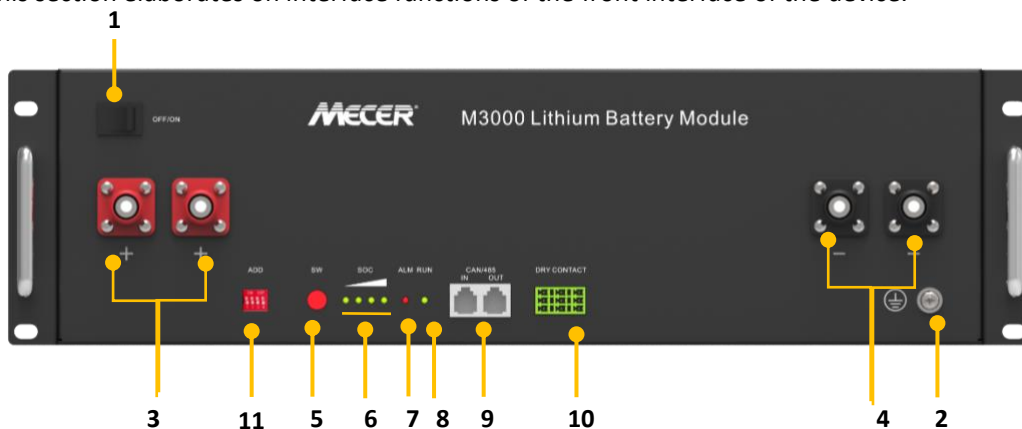 his section elaborates on interface functions of the front interface of the device.
1
OFF/ON
MECER
M3000 Lithium Battery Module
+ +
− −
ADD SW SOC ALM RUN CAN/485 DRY CONTACT
IN OUT
3 11 5 6 7 8 9 10 4 2